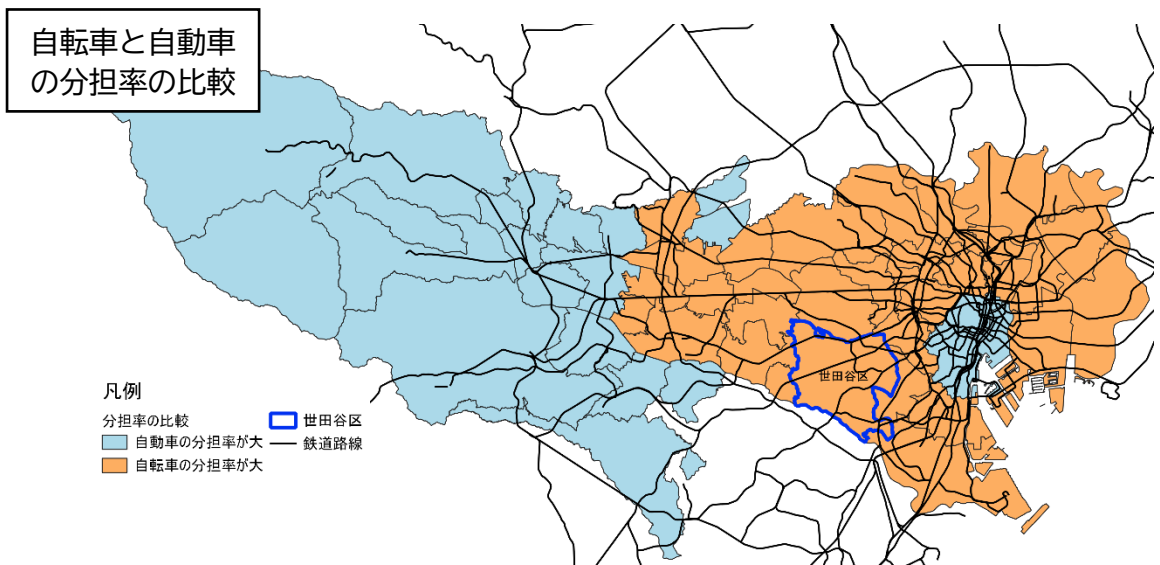 自転車と自動車
の分担率の比較
世田谷区
凡例
分担率の比較
自動車の分担率が大
自転車の分担率が大
世田谷区
鉄道路線